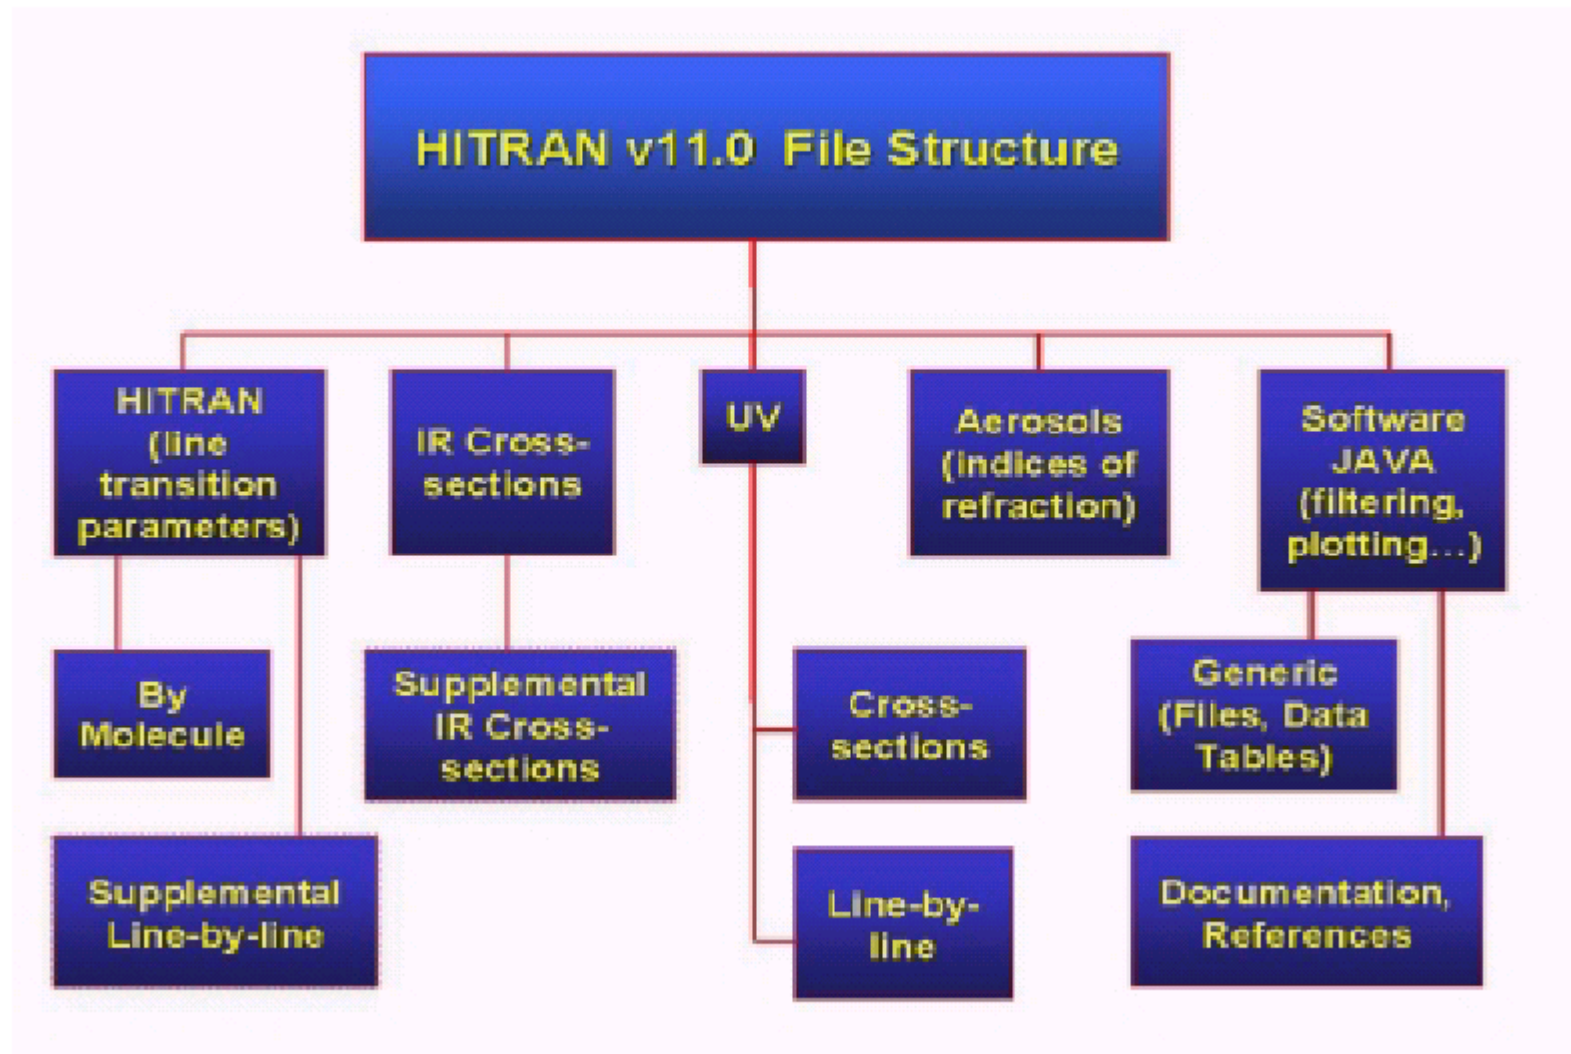 HITRAN v11.0 File Structure
HITRAN
(line
transition
parameters)
IR Cross-
sections
UV
Aerosols
(indices of
refraction)
Software
JAVA
(filtering,
plotting...)
By
Molecule
Supplemental
IR Cross-
sections
Cross-
sections
Generic
(Files, Data
Tables)
Supplemental
Line-by-line
Line-by-
line
Documentation,
References